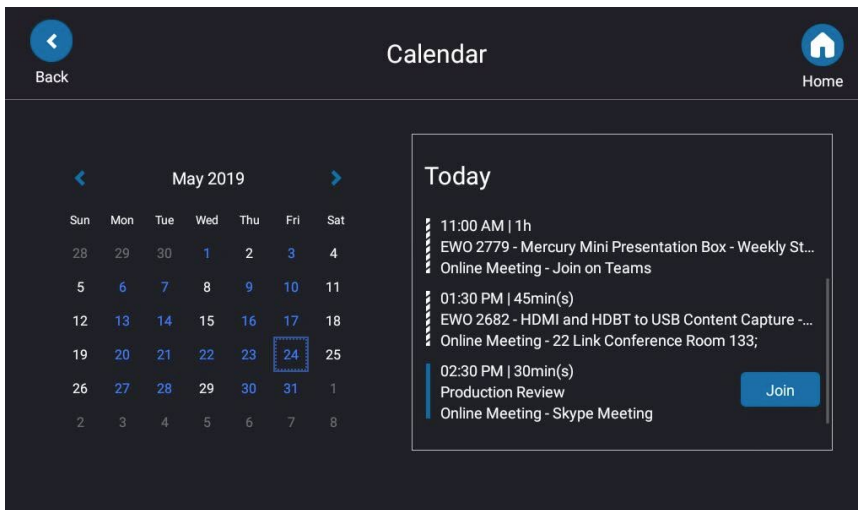 Calendar
Back
Home
May 2019
Sun Mon Tue Wed Thu Fri Sat
28 29 30 1 2 3 4
5 6 7 8 9 10 11
12 13 14 15 16 17 18
19 20 21 22 23 24 25
26 27 28 29 30 31 1
2 3 4 5 6 7 8
Today
11:00 AM | 1h
EWO 2779 - Mercury Mini Presentation Box - Weekly St...
Online Meeting - Join on Teams
01:30 PM | 45min(s)
EWO 2682 - HDMI and HDBT to USB Content Capture -...
Online Meeting - 22 Link Conference Room 133;
02:30 PM | 30min(s)
Production Review
Online Meeting - Skype Meeting
Join